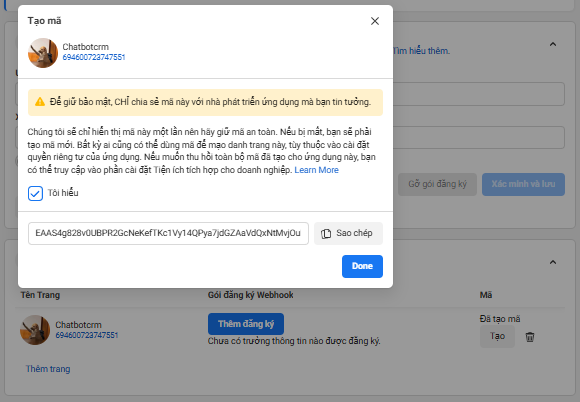 Tạo mã
Chatbotcrm
694600723747551
Tìm hiểu thêm.
Để giữ bảo mật, CHỈ chia sẻ mã này với nhà phát triển ứng dụng mà bạn tin tưởng.
Chúng tôi sẽ chỉ hiển thị mã này một lần nên hãy giữ mã an toàn. Nếu bị mất, bạn sẽ phải
tạo mã mới. Bất kỳ ai cũng có thể dùng mã để mạo danh trang này, tùy thuộc vào cài đặt
quyền riêng tư của ứng dụng. Nếu muốn thu hồi toàn bộ mã đã tạo cho ứng dụng này, bạn
có thể truy cập vào phần cài đặt Tiện ích tích hợp cho doanh nghiệp. Learn More
Gỡ gói đăng ký
Xác minh và lưu
Tôi hiểu
EAAS4g828v0UBPR2GcNeKefTKc1Vy14QPya7jdGZAaVdQxNtMvjOu
Sao chép
Done
Tên Trang
Gói đăng ký Webhook
Mã
Chatbotcrm
694600723747551
Thêm đăng ký
Chưa có trường thông tin nào được đăng ký.
Đã tạo mã
Tạo
Thêm trang